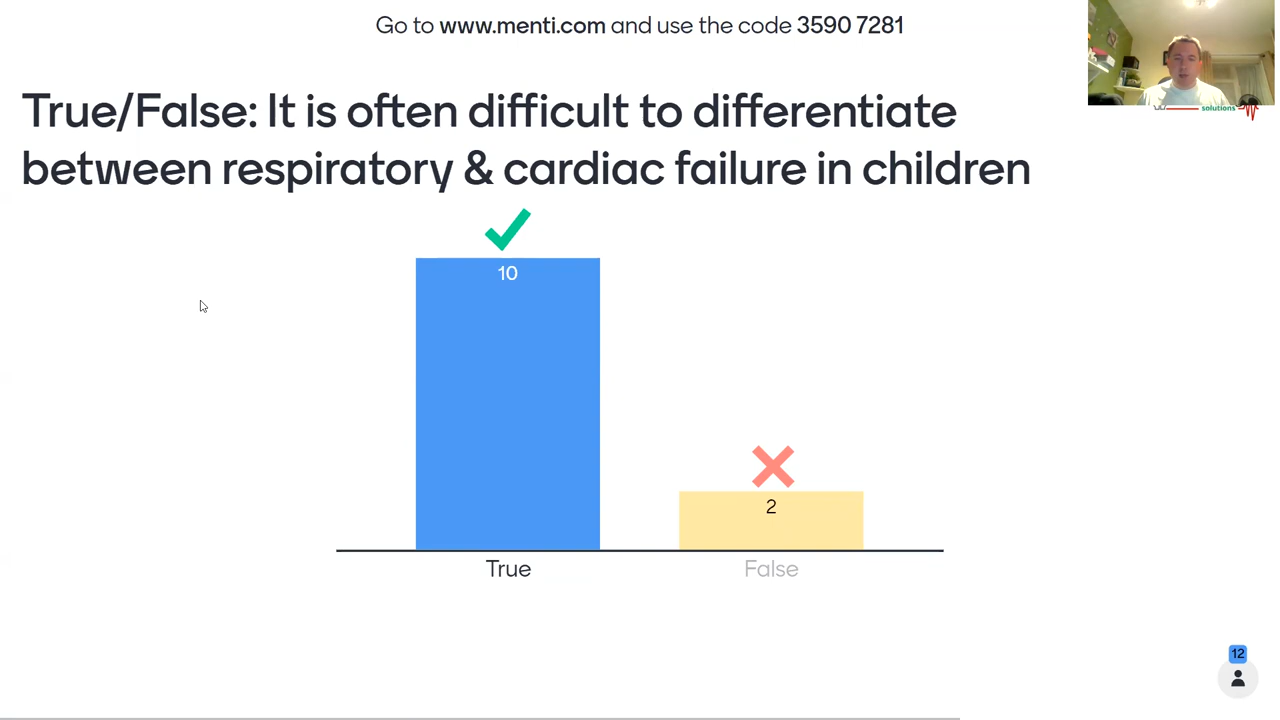 Go to www.menti.com and use the code 3590 7281
True/False: It is often difficult to differentiate
between respiratory & cardiac failure in children
10
2
True
False
solutions
12